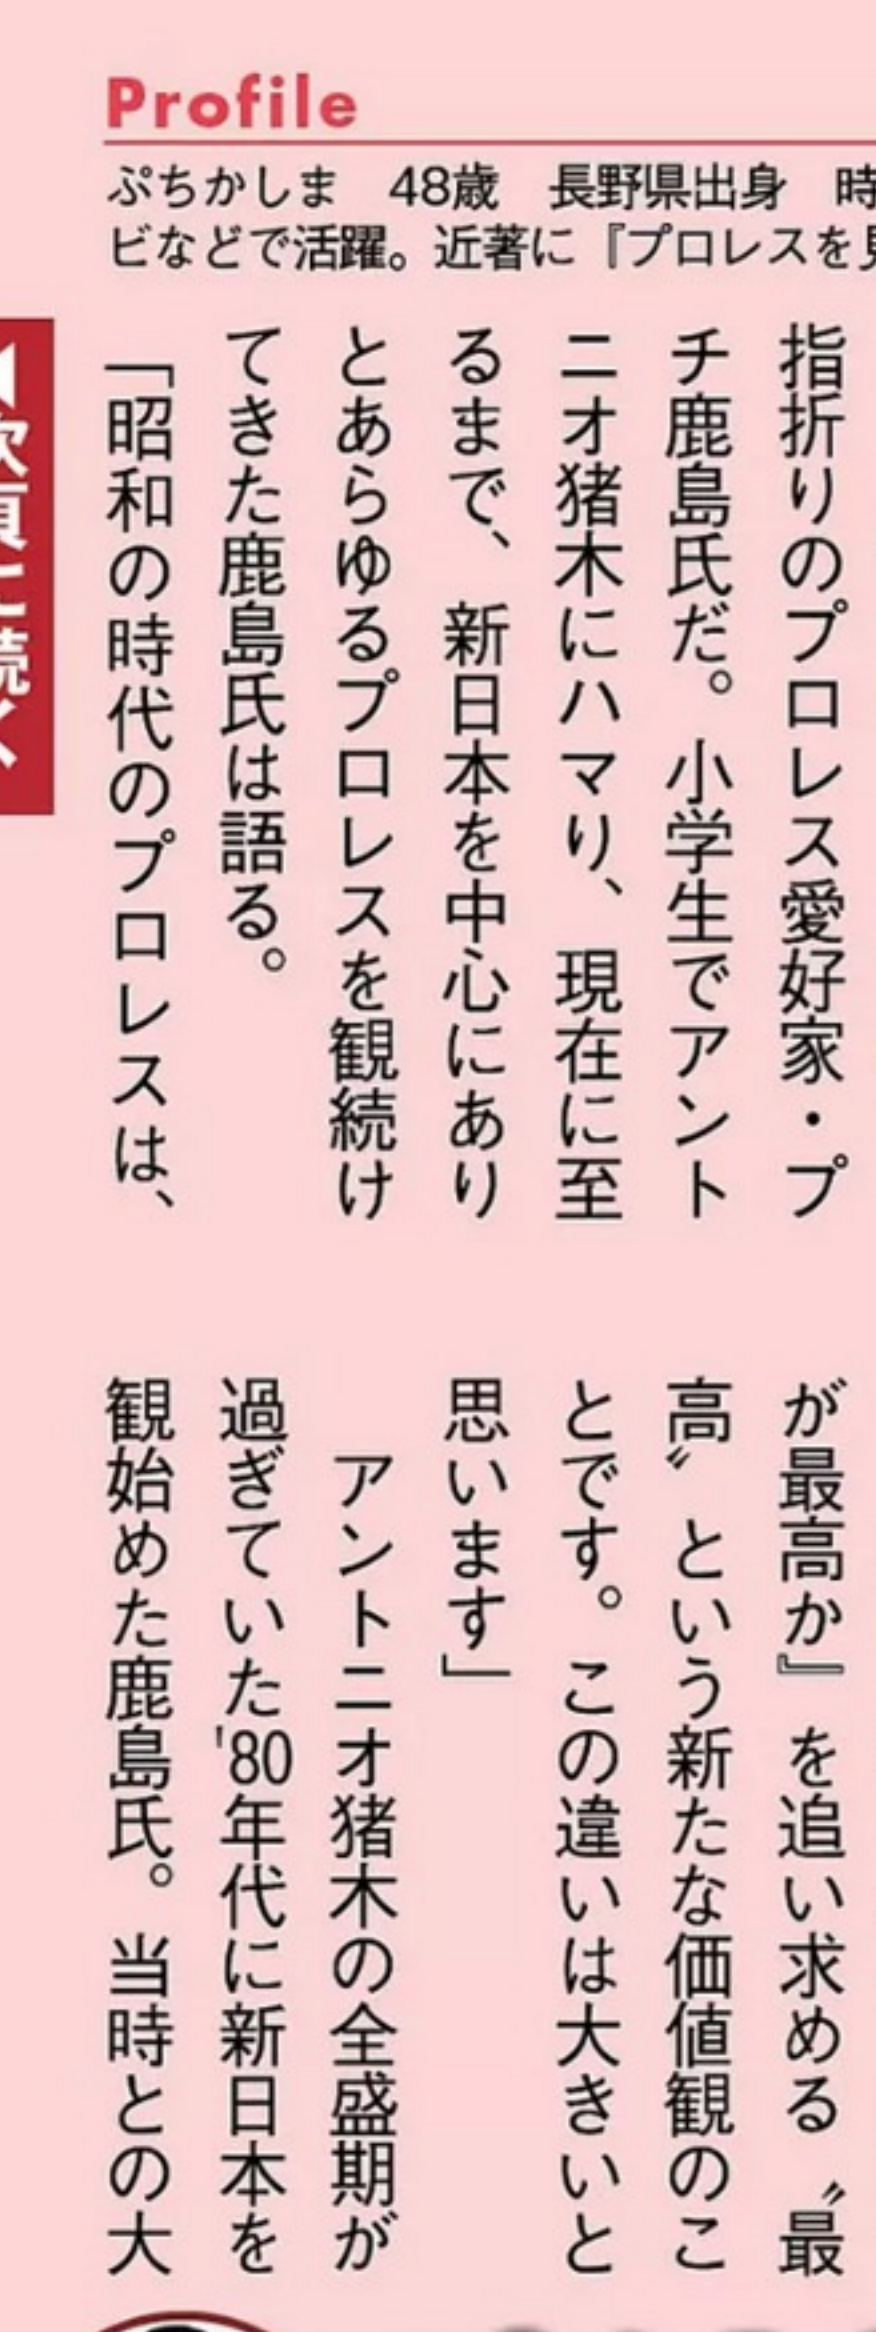 Profile
ぷちかしま　48歳　長野県出身　時
ビなどで活躍。近著に『プロレスを見
指折りのプロレス愛好家・プ
チ鹿島氏だ。小学生でアント
ニオ猪木にハマり、現在に至
るまで、新日本を中心にあり
とあらゆるプロレスを観続け
てきた鹿島氏は語る。
「昭和の時代のプロレスは、
が最高か』を追い求める〝最
高〟という新たな価値観のこ
とです。この違いは大きいと
思います」
アントニオ猪木の全盛期が
過ぎていた'80年代に新日本を
観始めた鹿島氏。当時との大
◀次頁に続く